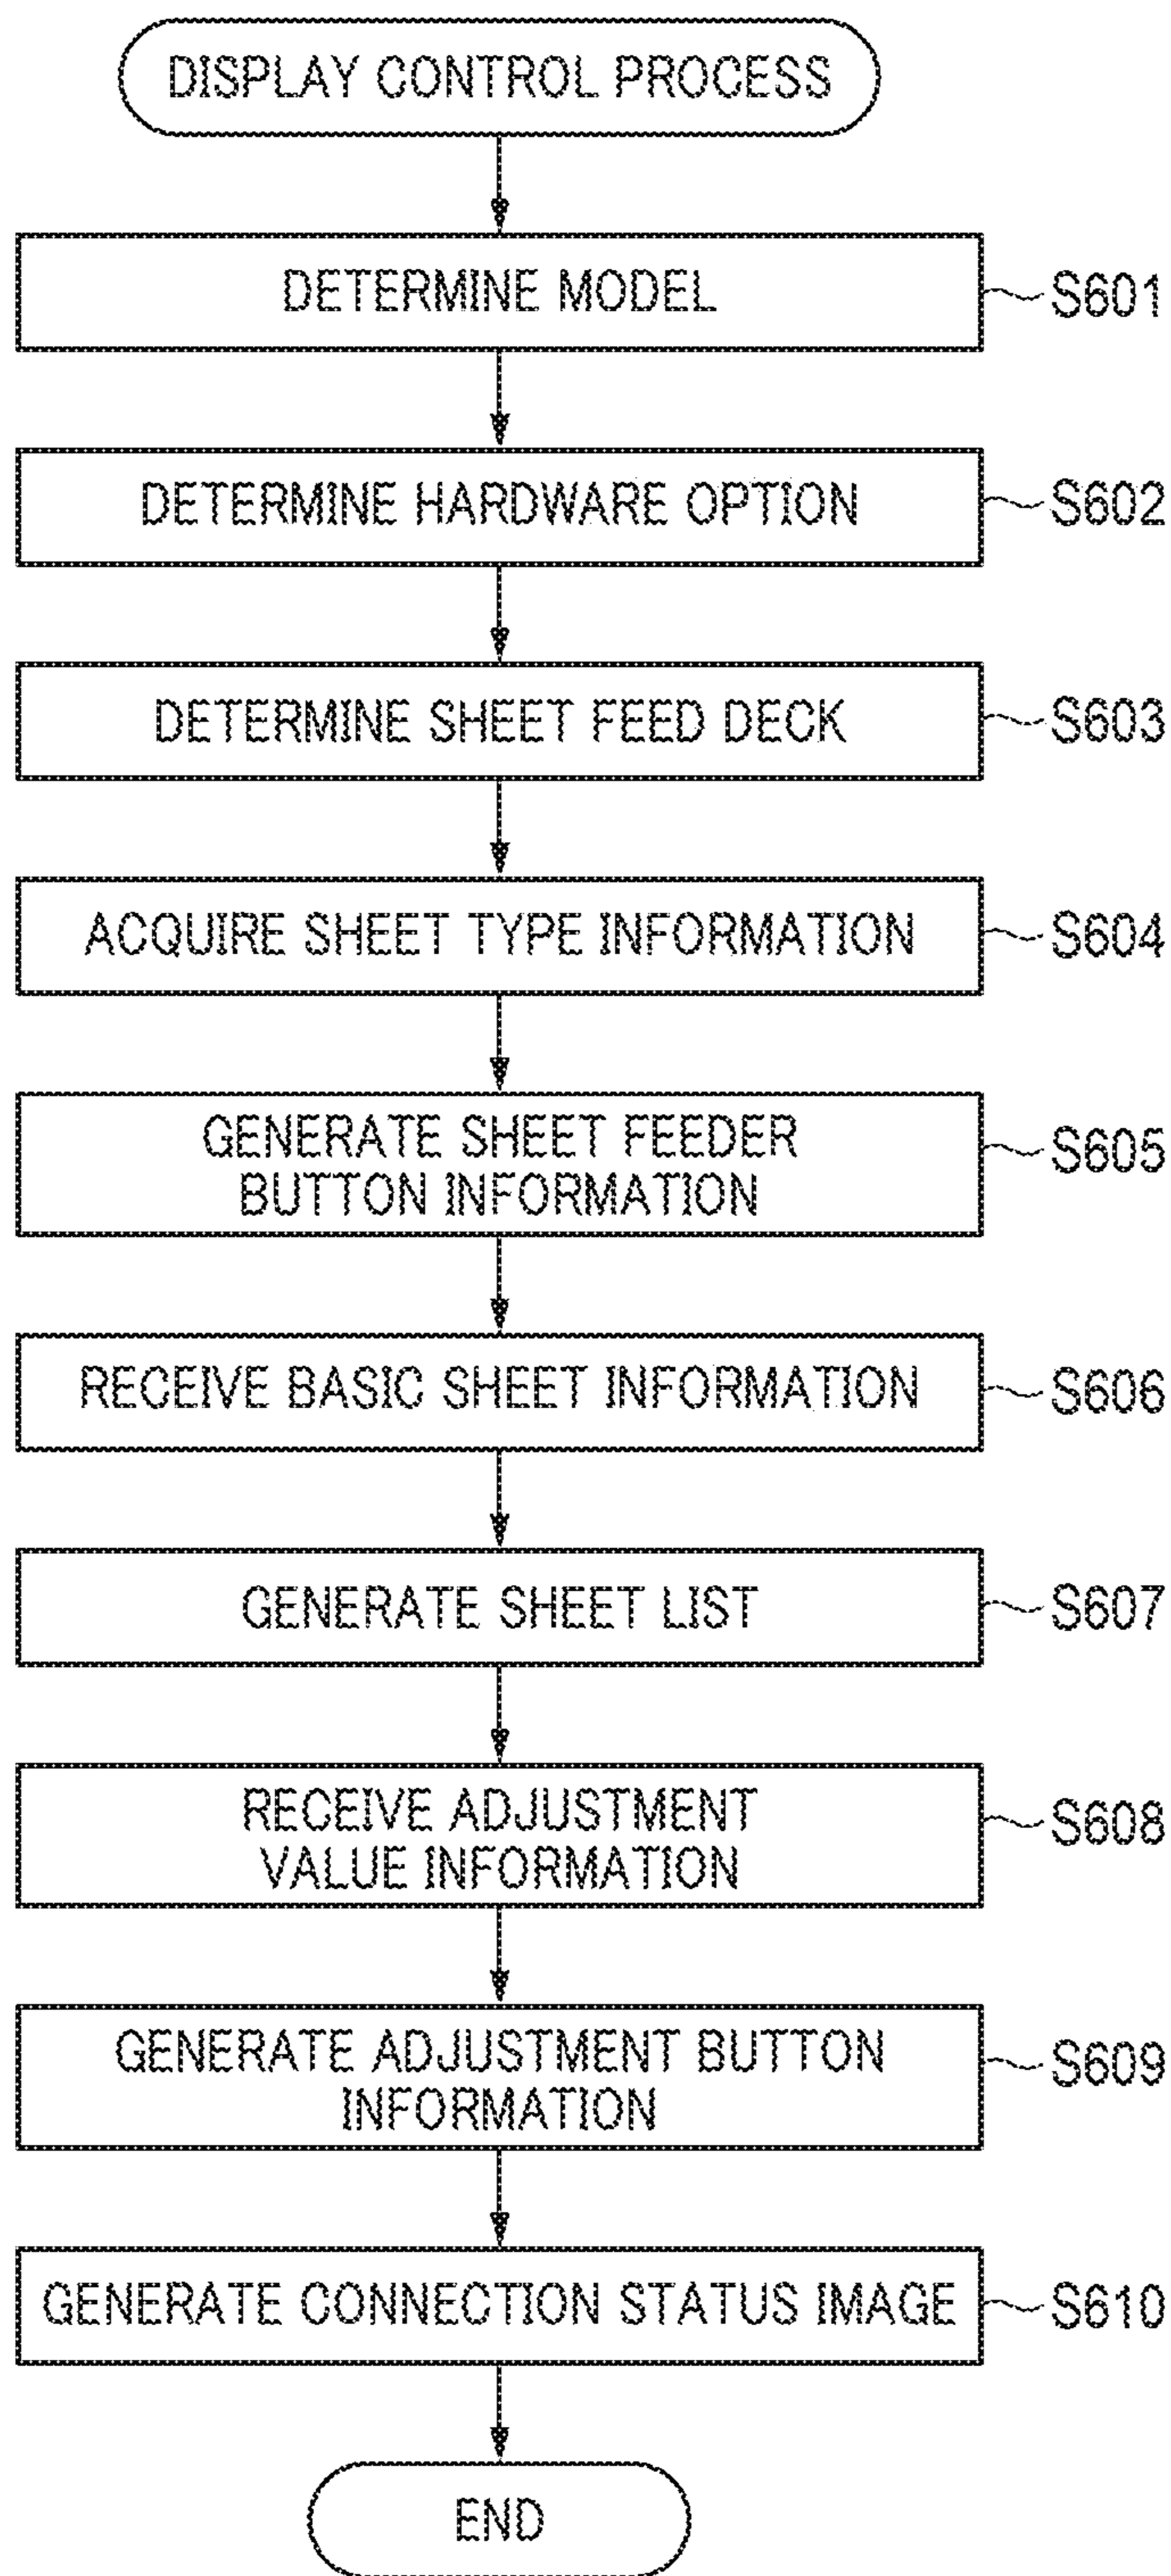 DISPLAY CONTROL PROCESS
DETERMINE MODEL
S601
DETERMINE HARDWARE OPTION
S602
DETERMINE SHEET FEED DECK
S603
ACQUIRE SHEET TYPE INFORMATION
S604
GENERATE SHEET FEEDER
BUTTON INFORMATION
S605
RECEIVE BASIC SHEET INFORMATION
S606
GENERATE SHEET LIST
S607
RECEIVE ADJUSTMENT
VALUE INFORMATION
S608
GENERATE ADJUSTMENT BUTTON
INFORMATION
S609
GENERATE CONNECTION STATUS IMAGE
S610
END